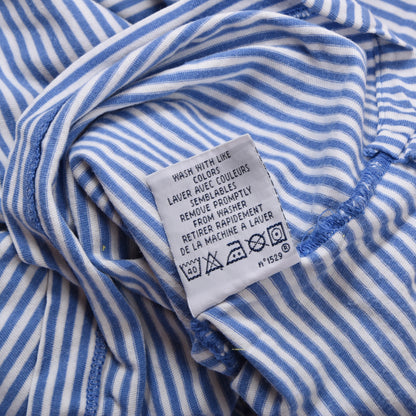 WASH WITH LIKE
COLORS
LAVER AVEC COULEURS
SEMBLABLES
REMOVE PROMPTLY
FROM WASHER
RETIRER RAPIDEMENT
DE LA MACHINE A LAVER
40
N°1529